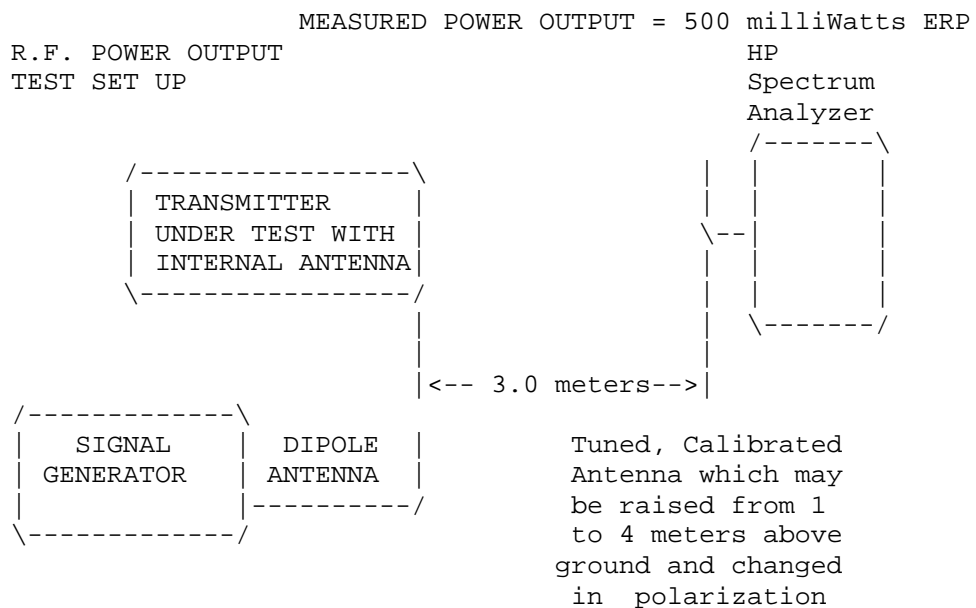 MEASURED POWER OUTPUT = 500 milliWatts ERP
R.F. POWER OUTPUT
TEST SET UP
HP
Spectrum
Analyzer
TRANSMITTER
UNDER TEST WITH
INTERNAL ANTENNA
<-- 3.0 meters-->
SIGNAL
GENERATOR
DIPOLE
ANTENNA
Tuned, Calibrated
Antenna which may
be raised from 1
to 4 meters above
ground and changed
in polarization